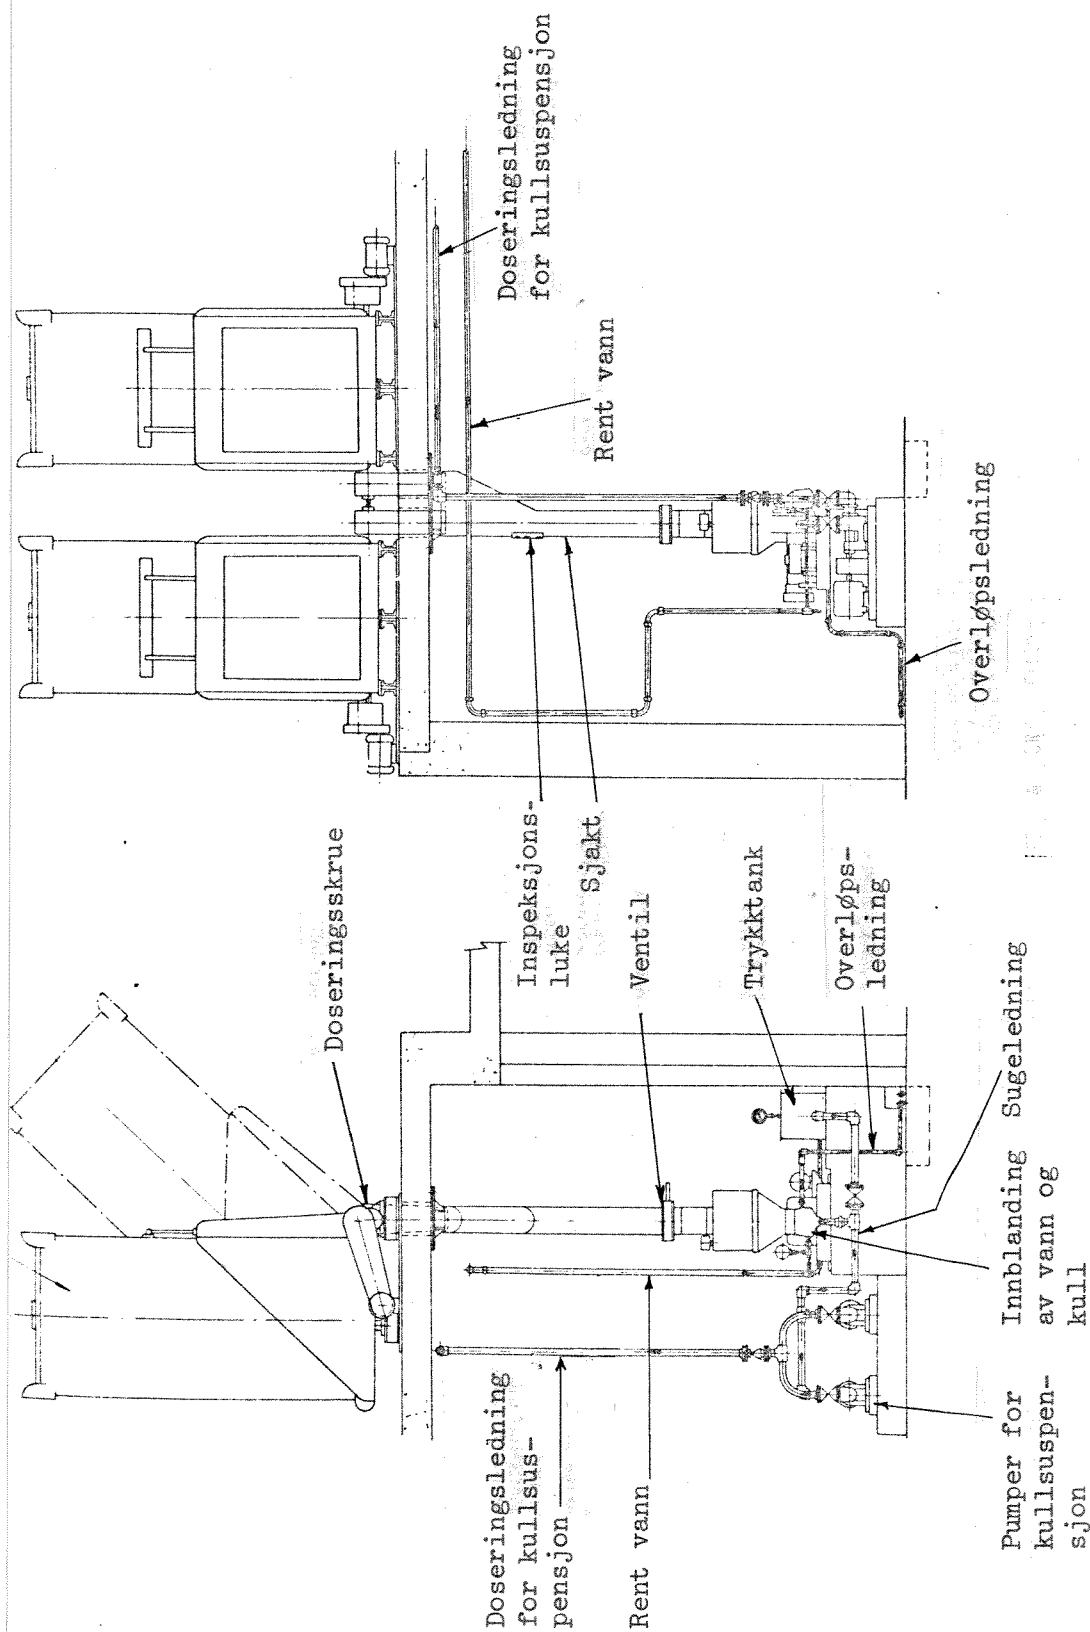 Doseringsledning
for kullsus-
pensjon
Rent vann
Pumper for
kullsuspen-
sjon
Innblanding
av vann og
kull
Sugeledning
Doseringsskrue
Ventil
Trykktank
Overløps-
ledning
Inspeksjons-
luke
Sjakt
Overløpsledning
Rent vann
Doseringsledning
for kullsuspensjon